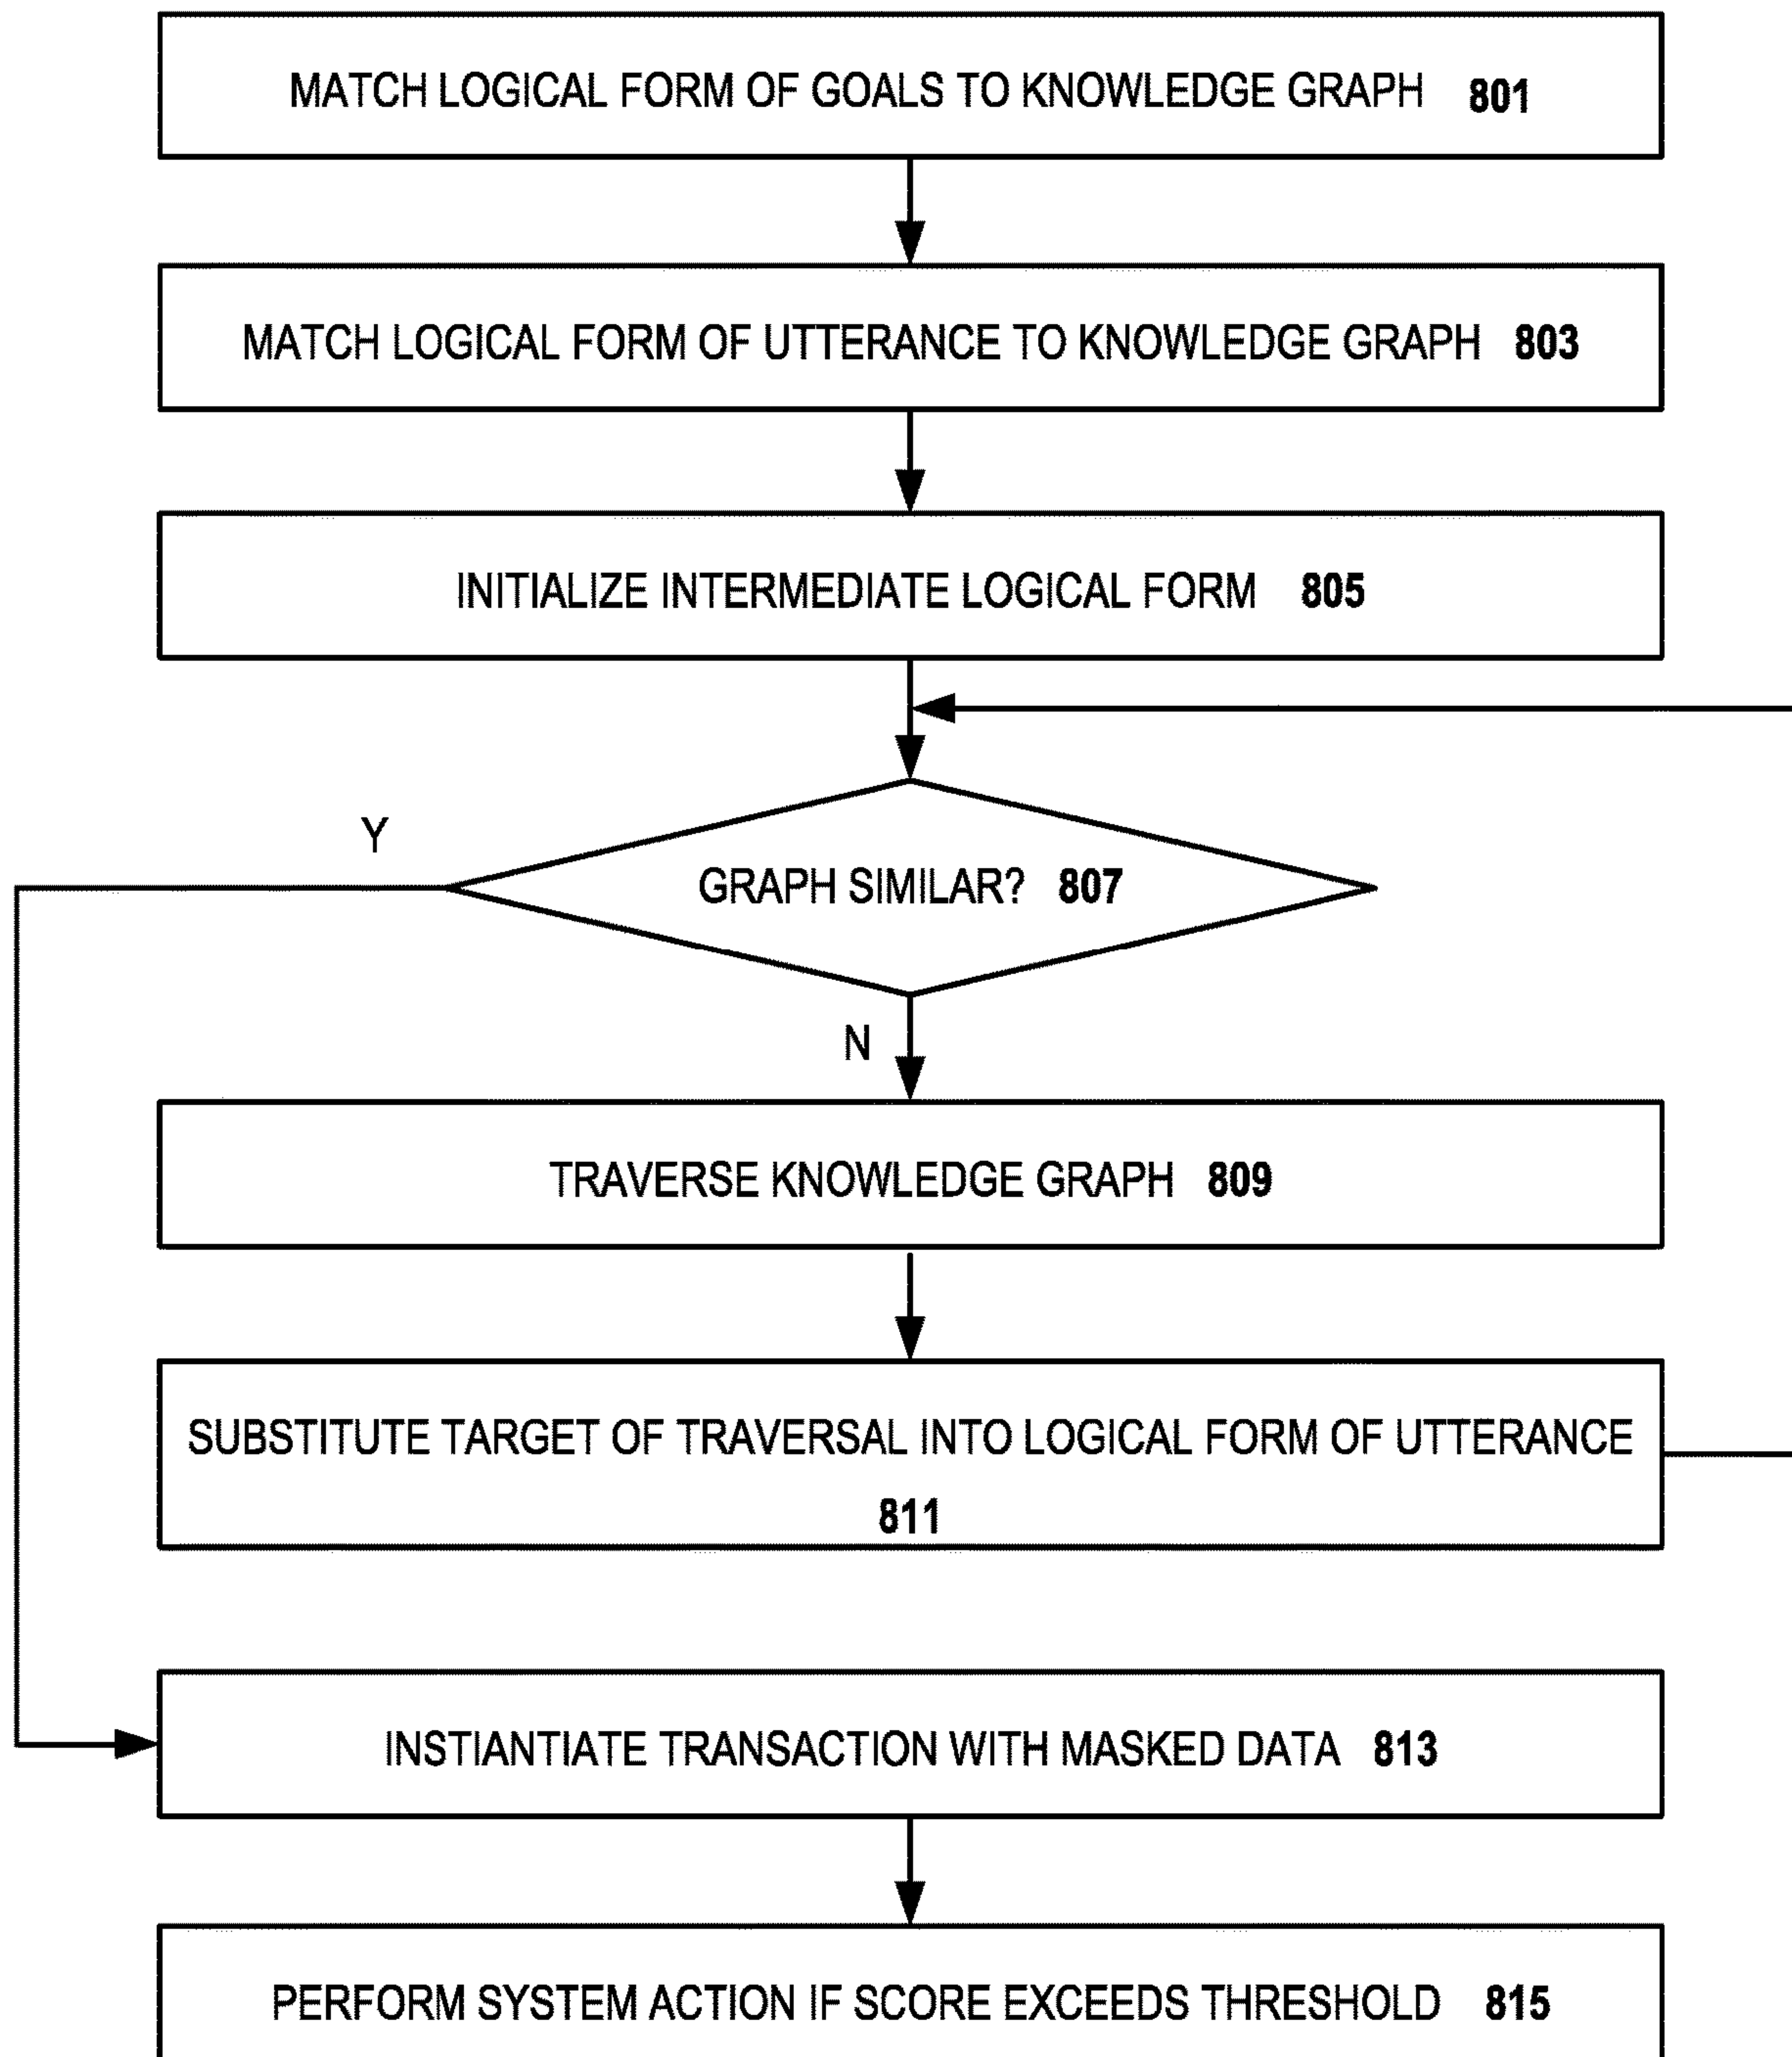 MATCH LOGICAL FORM OF GOALS TO KNOWLEDGE GRAPH 801
MATCH LOGICAL FORM OF UTTERANCE TO KNOWLEDGE GRAPH 803
INITIALIZE INTERMEDIATE LOGICAL FORM 805
Y
GRAPH SIMILAR? 807
N
TRAVERSE KNOWLEDGE GRAPH 809
SUBSTITUTE TARGET OF TRAVERSAL INTO LOGICAL FORM OF UTTERANCE
811
INSTIANTIATE TRANSACTION WITH MASKED DATA 813
PERFORM SYSTEM ACTION IF SCORE EXCEEDS THRESHOLD 815